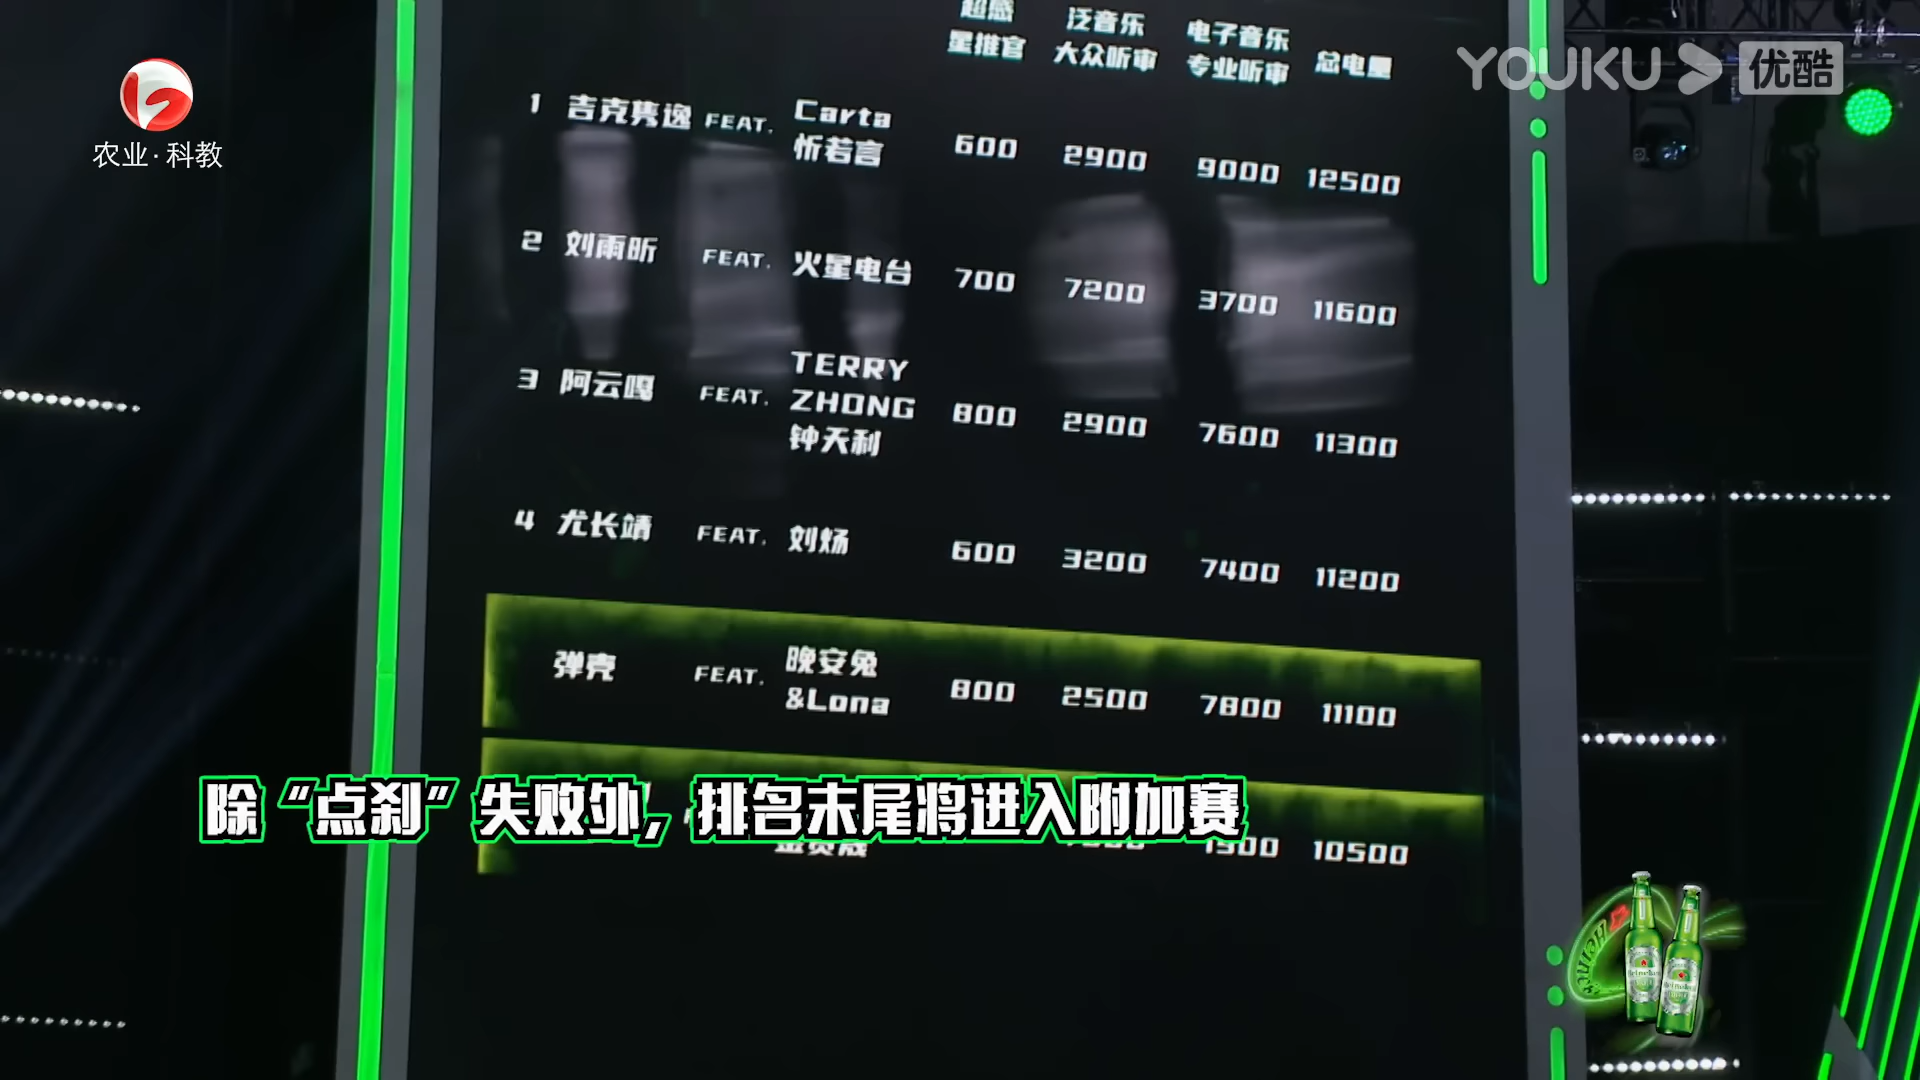 YOUKU 优酷
农业·科教
超感
星推官
泛音乐
大众听审
电子音乐
专业听审
总电量
1 吉克隽逸 FEAT. Carta
忻若言 600 2900 9000 12500
2 刘雨昕 FEAT. 火星电台 700 7200 3700 11600
3 阿云嘎 FEAT. TERRY
ZHONG
钟天利 800 2900 7600 11300
4 尤长靖 FEAT. 刘炀 600 3200 7400 11200
弹壳 FEAT. 晚安兔
&Lona 800 2500 7800 11100
除“点刹”失败外，排名末尾将进入附加赛
10500
Heineken